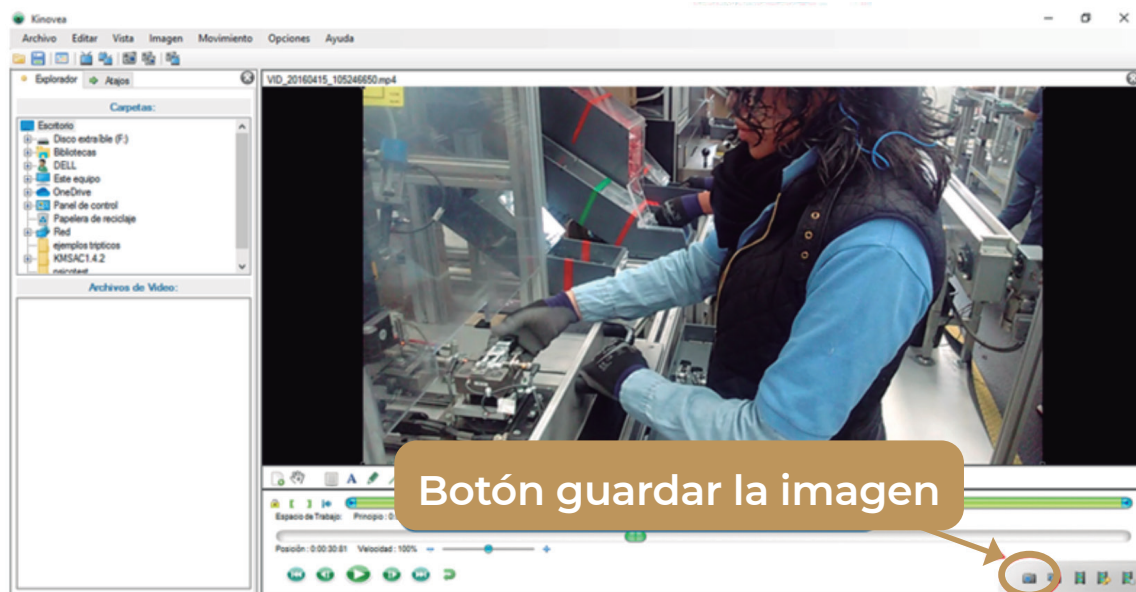 Kinovea
Archivo Editar Vista Imagen Movimiento Opciones Ayuda
Explorador Atajos
VID_20160415_105246650.mp4
Carpetas:
Escritorio
Disco extraíble (F:)
Bibliotecas
DELL
Este equipo
OneDrive
Panel de control
Papelera de reciclaje
Red
ejemplos trípticos
KMSAC1.4.2
psicotest
Archivos de Video:
Botón guardar la imagen
Espacio de Trabajo: Principio : 0:
Posición : 0:00:30:81 Velocidad : 100%